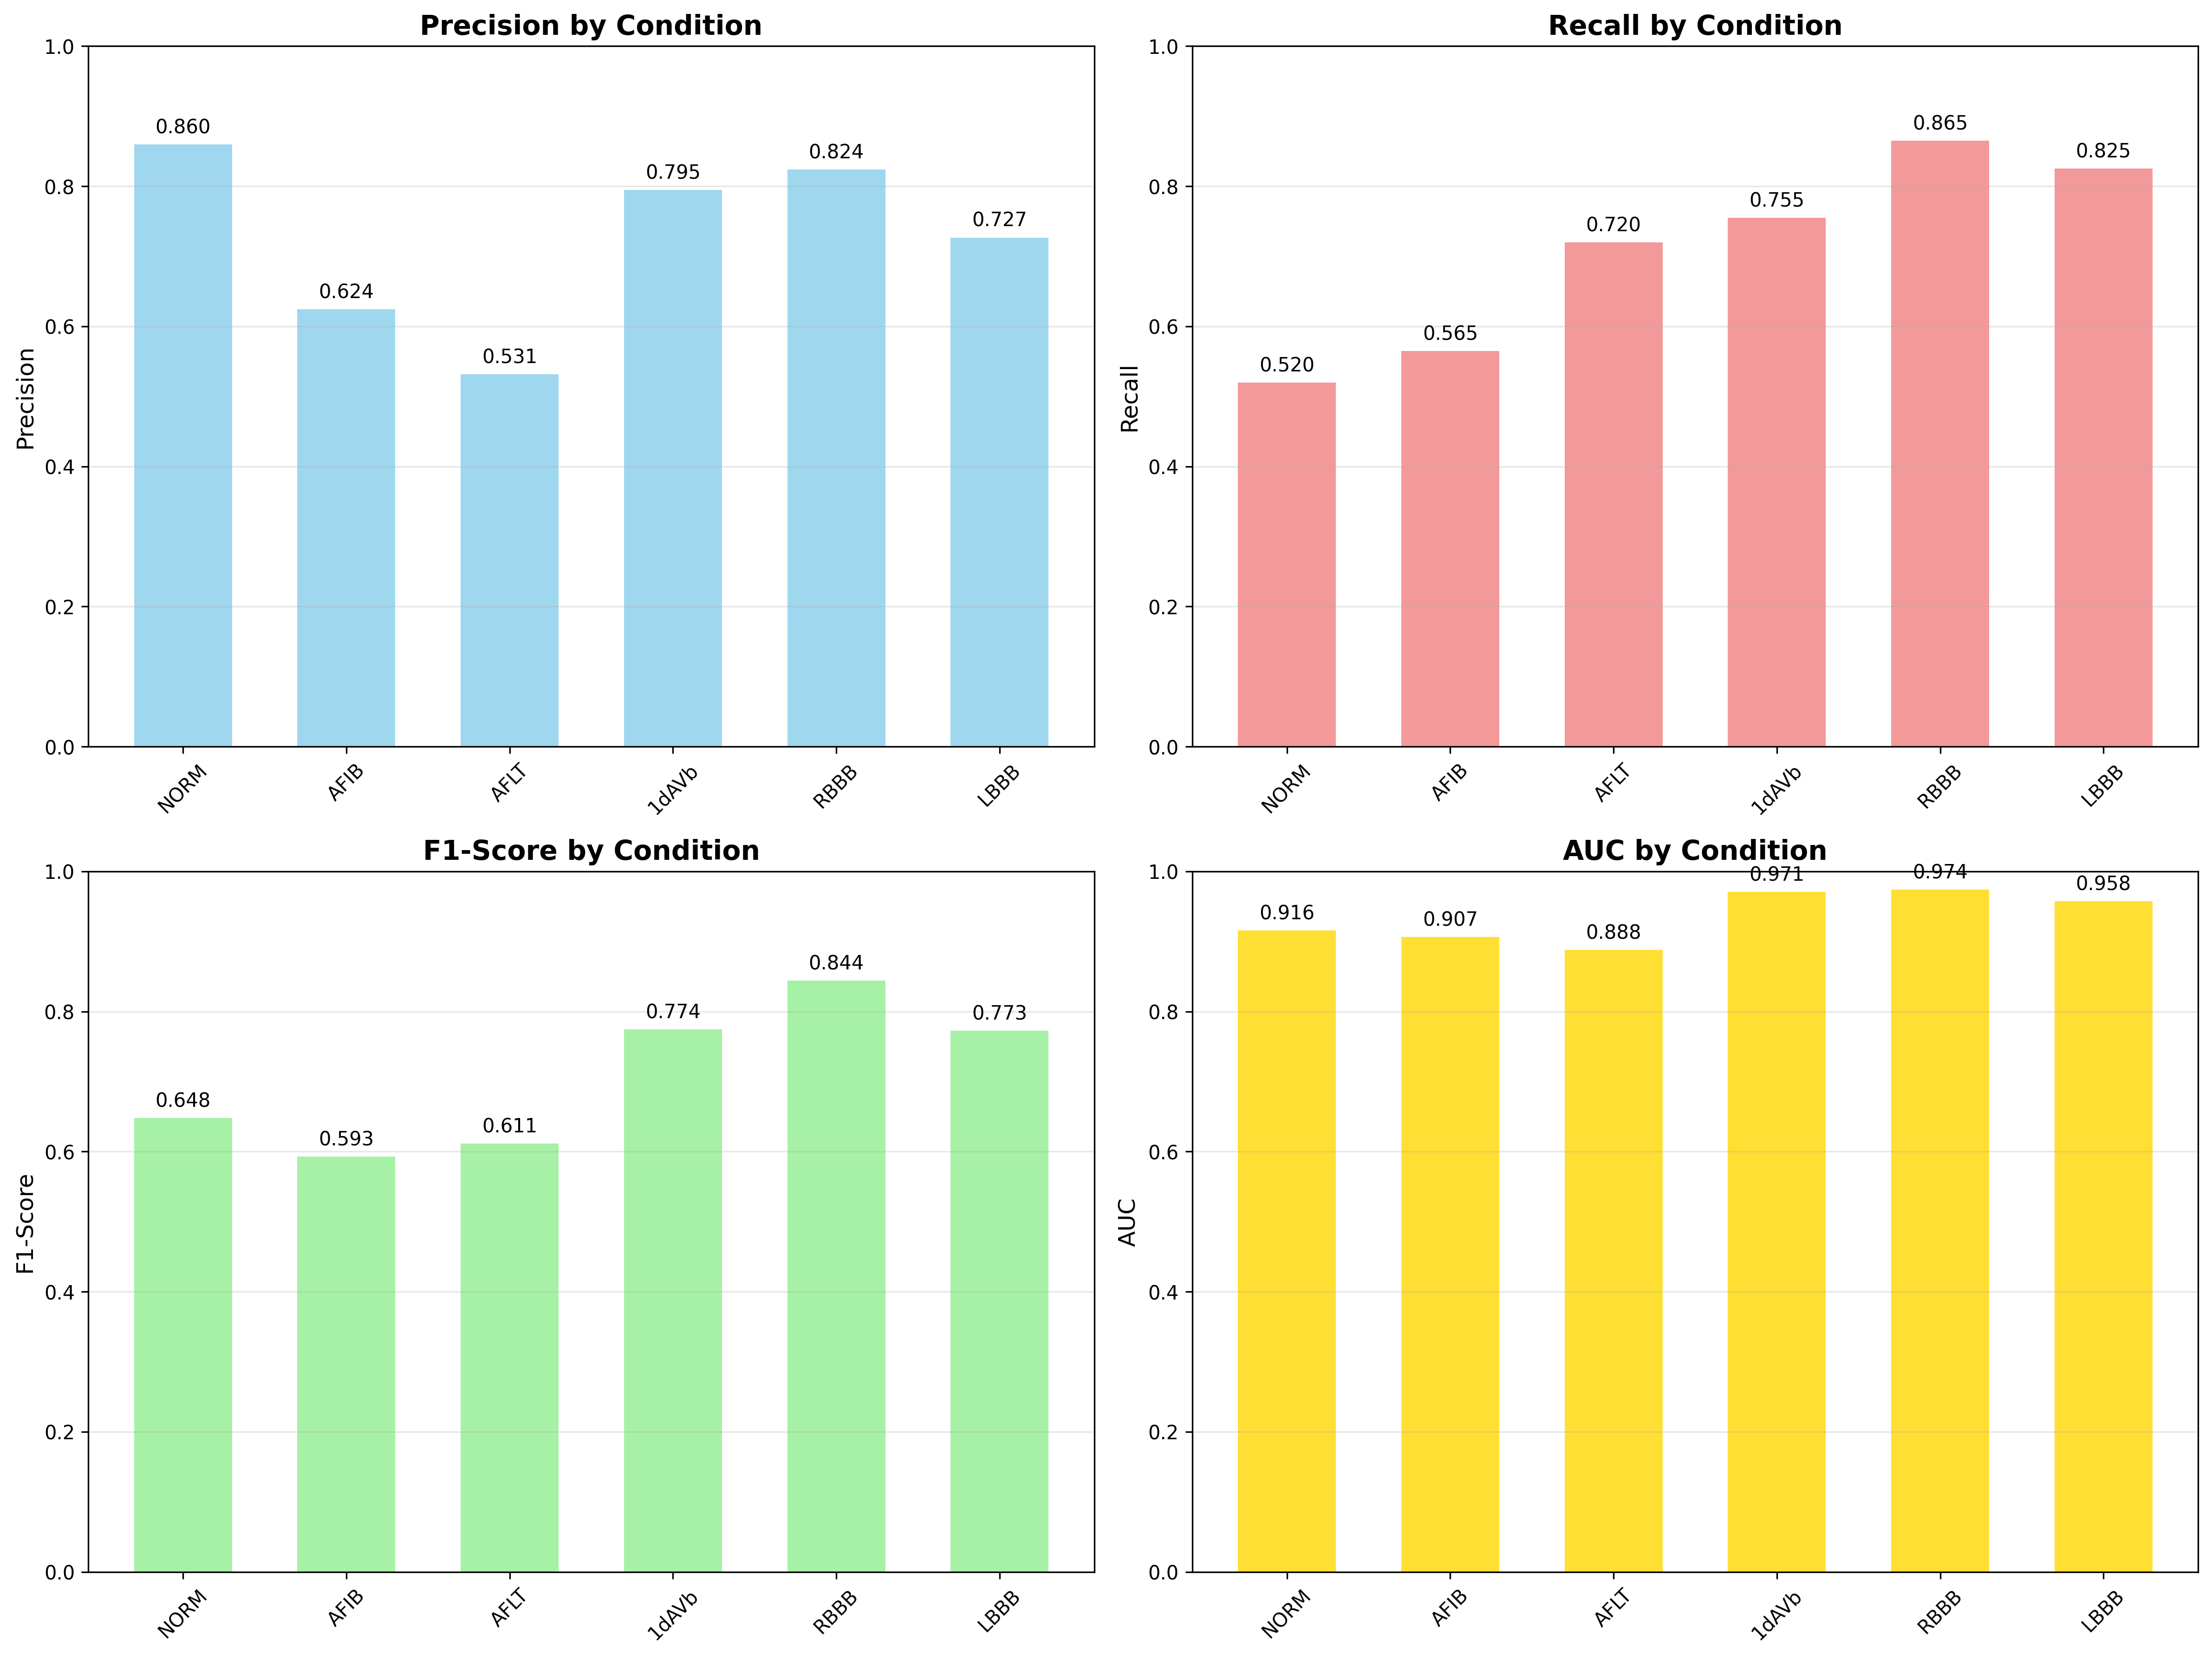 Precision by Condition
1.0
0.8
0.6
0.4
0.2
0.0
Precision
0.860
0.624
0.531
0.795
0.824
0.727
NORM
AFIB
AFLT
1dAVb
RBBB
LBBB
Recall by Condition
1.0
0.8
0.6
0.4
0.2
0.0
Recall
0.520
0.565
0.720
0.755
0.865
0.825
NORM
AFIB
AFLT
1dAVb
RBBB
LBBB
F1-Score by Condition
1.0
0.8
0.6
0.4
0.2
0.0
F1-Score
0.648
0.593
0.611
0.774
0.844
0.773
NORM
AFIB
AFLT
1dAVb
RBBB
LBBB
AUC by Condition
1.0
0.8
0.6
0.4
0.2
0.0
AUC
0.916
0.907
0.888
0.971
0.974
0.958
NORM
AFIB
AFLT
1dAVb
RBBB
LBBB